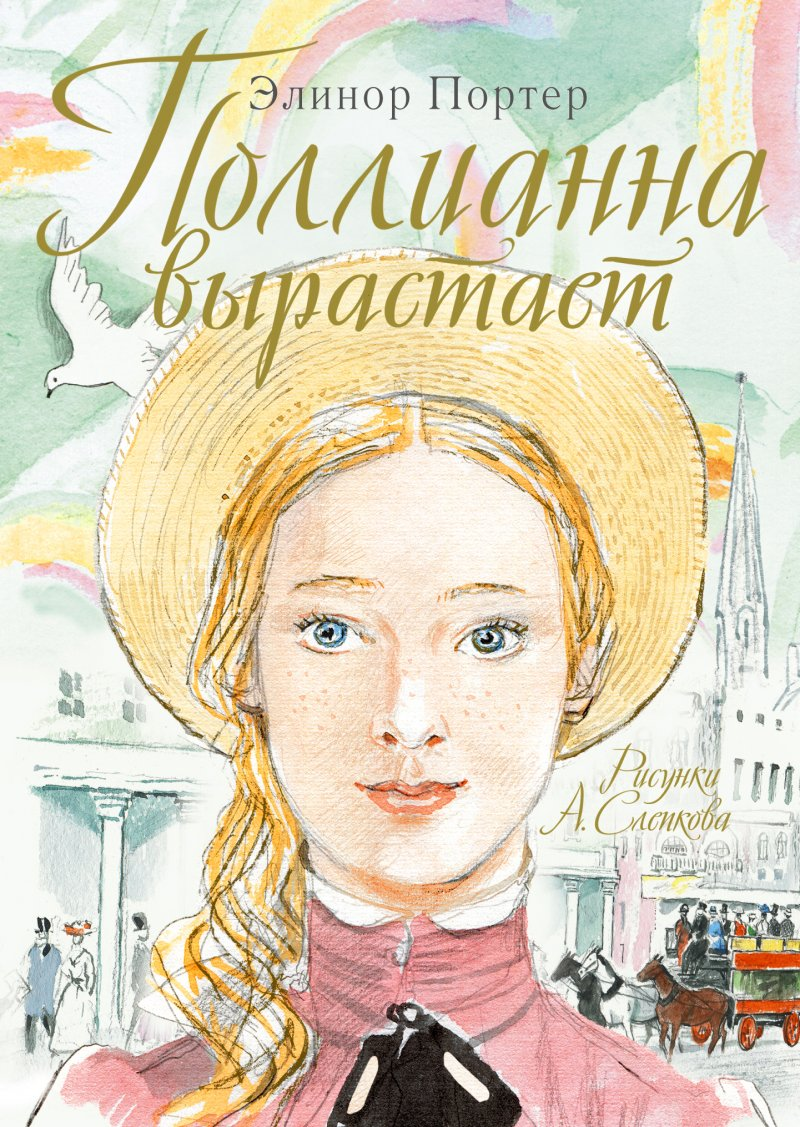 Элинор Портер
Поллианна
вырастает
Рисунки
А. Слепкова